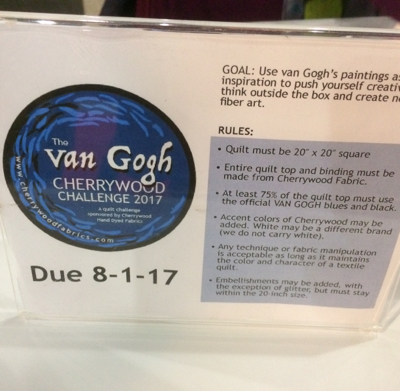 GOAL: Use van Gogh's paintings as
inspiration to push yourself
think outside the box and create
fiber art.
The
van Gogh
CHERRYWOOD
CHALLENGE 2017
a quilt challenge
sponsored by Cherrywood
Hand Dyed Fabrics
www.cherrywoodfabrics.com
Due 8-1-17
RULES:
• Quilt must be 20" x 20" square
• Entire quilt top and binding must be
made from Cherrywood Fabric.
• At least 75% of the quilt top must use
the official VAN GOGH blues and black.
• Accent colors of Cherrywood may be
added. White may be a different brand
(we do not carry white).
• Any technique or fabric manipulation
is acceptable as long as it maintains
the color and character of a textile
quilt.
• Embellishments may be added, with
the exception of glitter, but must stay
within the 20-inch size.